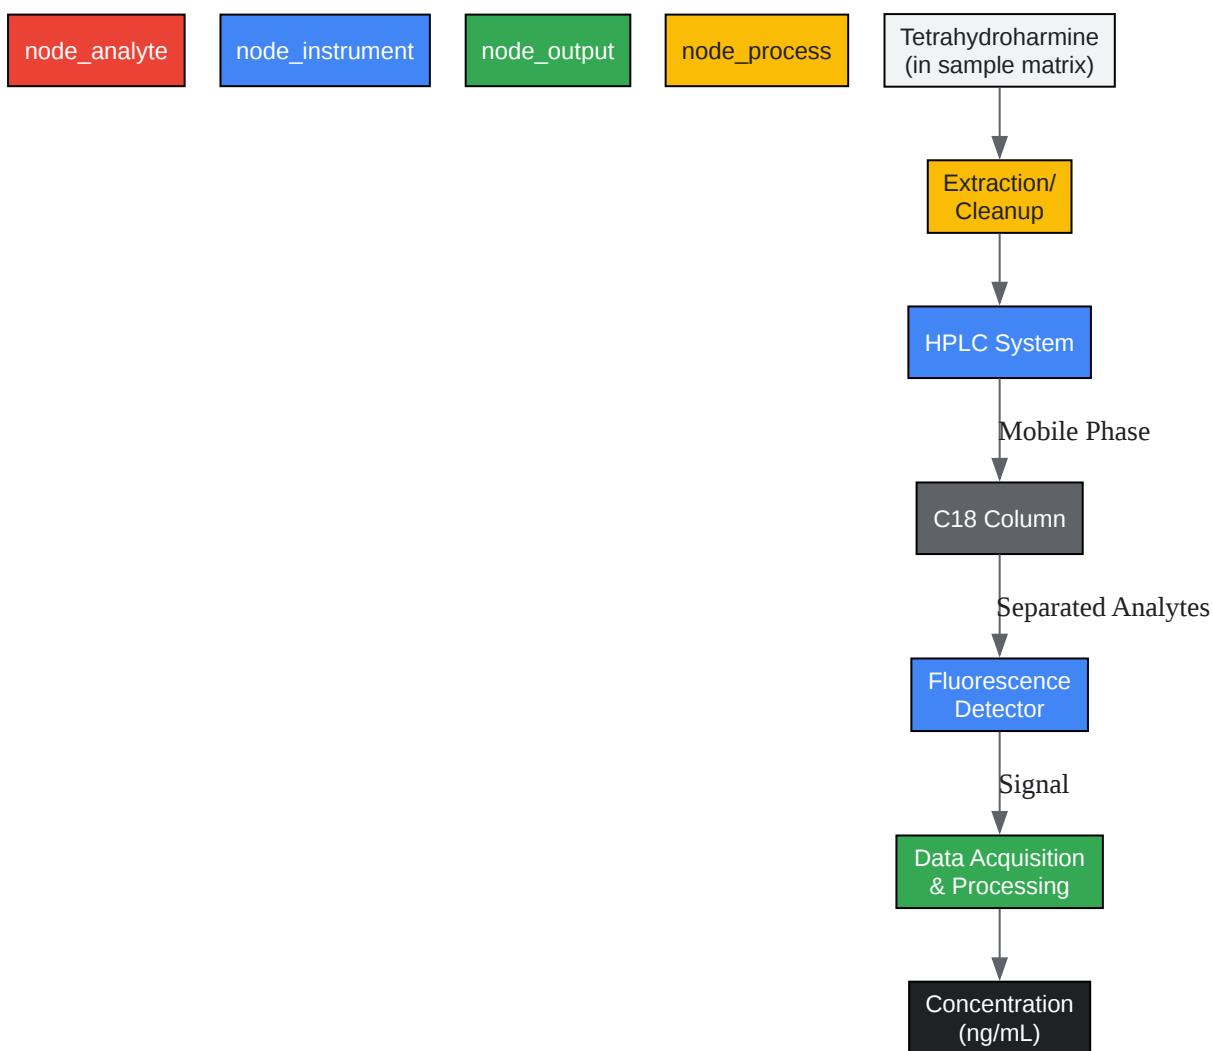 node_analyte
node_instrument
node_output
node_process
Tetrahydroharmine
(in sample matrix)
Extraction/
Cleanup
HPLC System
Mobile Phase
C18 Column
Separated Analytes
Fluorescence
Detector
Signal
Data Acquisition
& Processing
Concentration
(ng/mL)